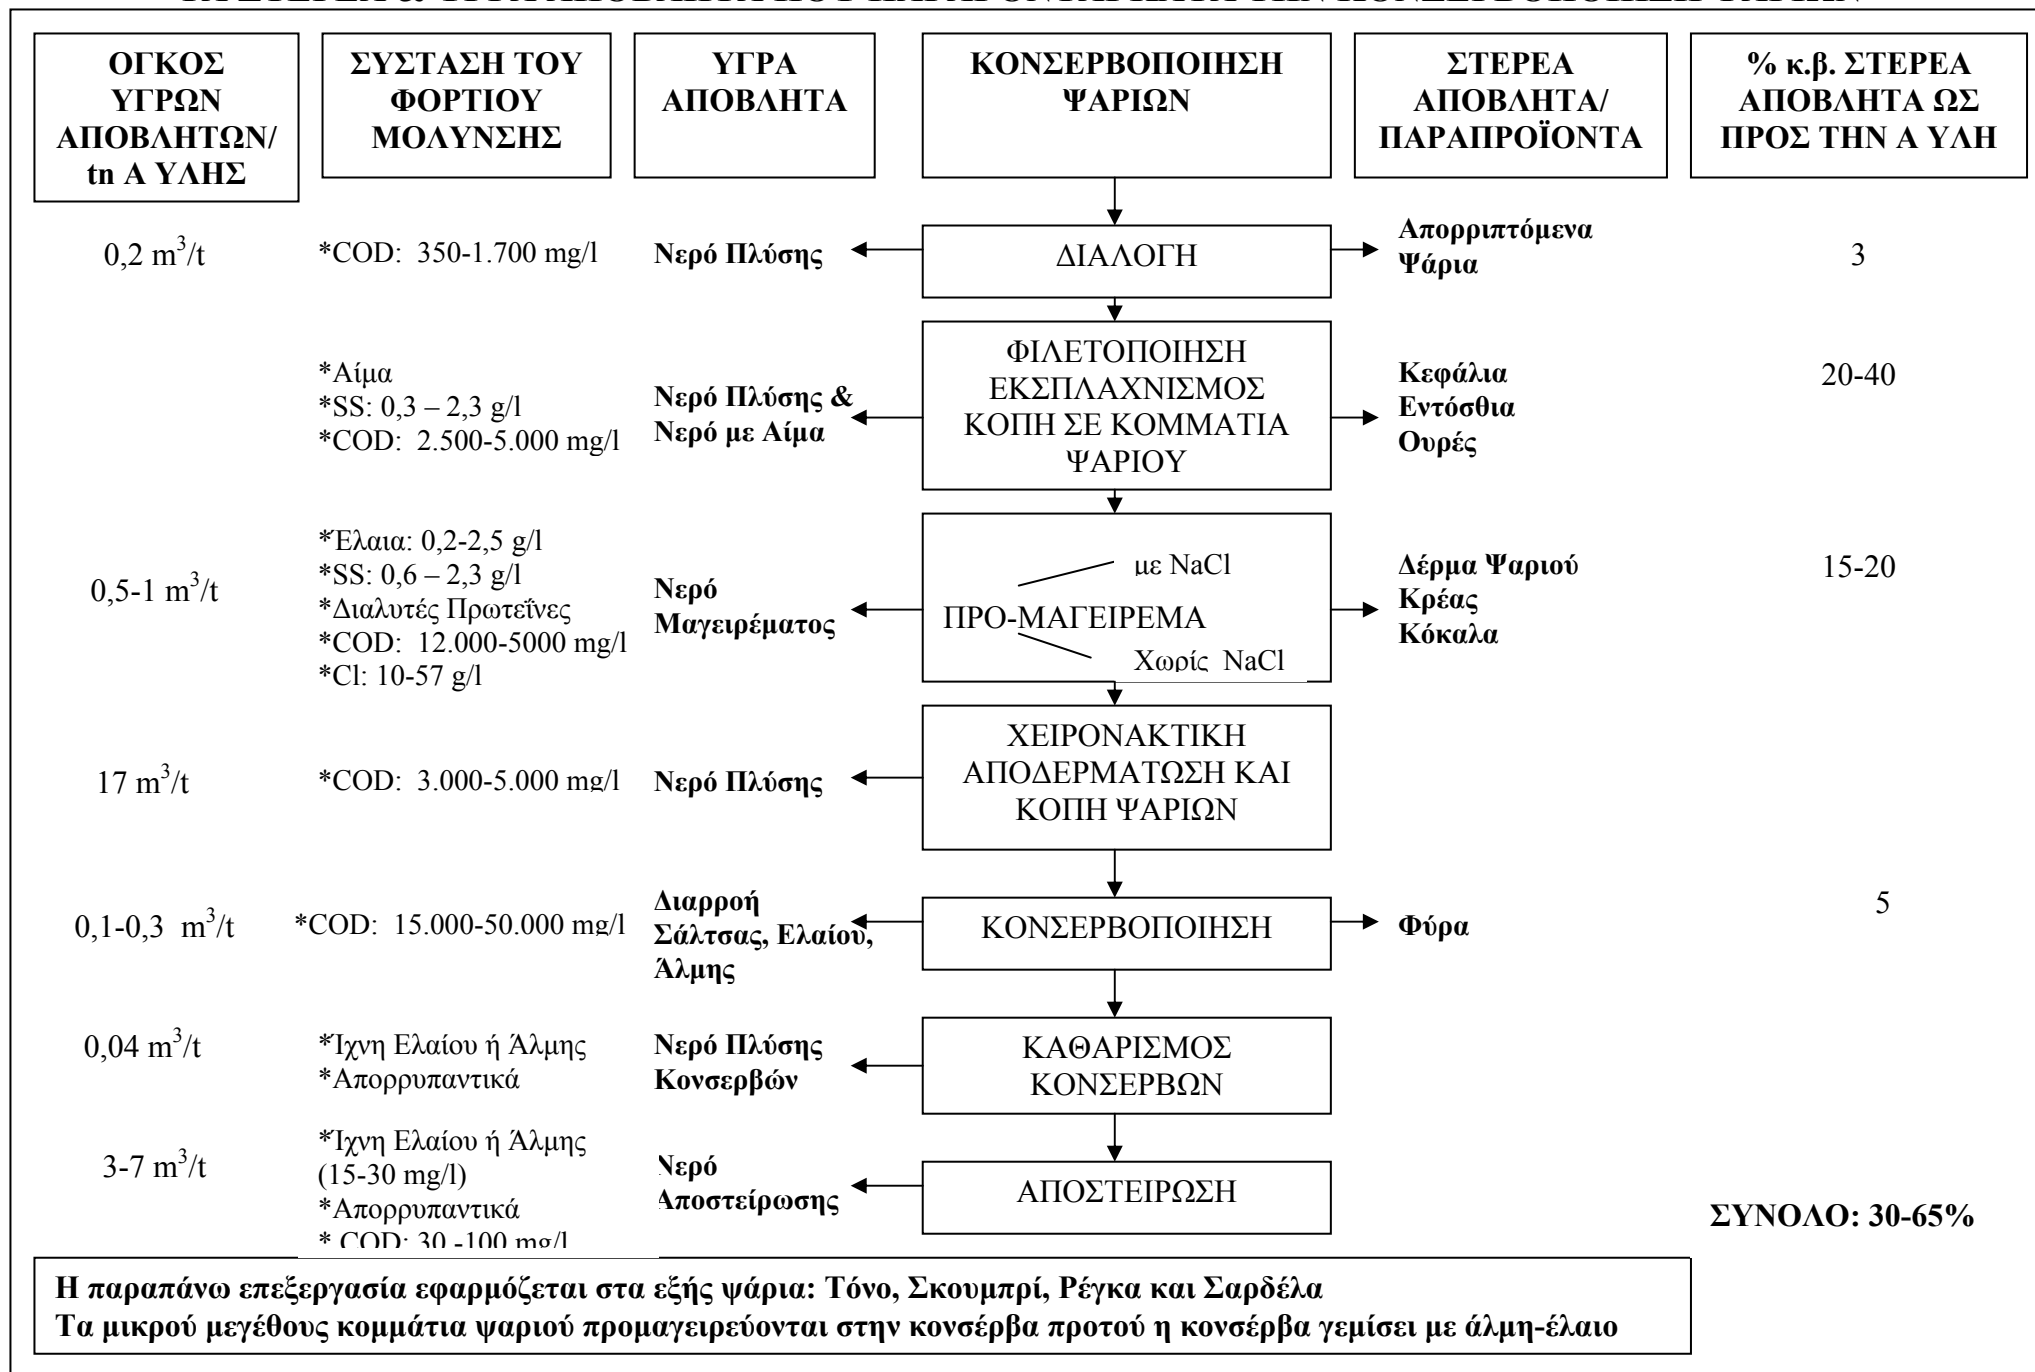 ΟΓΚΟΣ
ΥΓΡΩΝ
ΑΠΟΒΛΗΤΩΝ/
tn Α ΥΛΗΣ
ΣΥΣΤΑΣΗ ΤΟΥ
ΦΟΡΤΙΟΥ
ΜΟΛΥΝΣΗΣ
ΥΓΡΑ
ΑΠΟΒΛΗΤΑ
ΚΟΝΣΕΡΒΟΠΟΙΗΣΗ
ΨΑΡΙΩΝ
ΣΤΕΡΕΑ
ΑΠΟΒΛΗΤΑ/
ΠΑΡΑΠΡΟΪΟΝΤΑ
% κ.β. ΣΤΕΡΕΑ
ΑΠΟΒΛΗΤΑ ΩΣ
ΠΡΟΣ ΤΗΝ Α ΥΛΗ
0,2 m³/t
*COD: 350-1.700 mg/l
Νερό Πλύσης
ΔΙΑΛΟΓΗ
Απορριπτόμενα
Ψάρια
3
*Αίμα
*SS: 0,3 – 2,3 g/l
*COD: 2.500-5.000 mg/l
Νερό Πλύσης &
Νερό με Αίμα
ΦΙΛΕΤΟΠΟΙΗΣΗ
ΕΚΣΠΛΑΧΝΙΣΜΟΣ
ΚΟΠΗ ΣΕ ΚΟΜΜΑΤΙΑ
ΨΑΡΙΟΥ
Κεφάλια
Εντόσθια
Ουρές
20-40
0,5-1 m³/t
*Έλαια: 0,2-2,5 g/l
*SS: 0,6 – 2,3 g/l
*Διαλυτές Πρωτεΐνες
*COD: 12.000-5000 mg/l
*Cl: 10-57 g/l
Νερό
Μαγειρέματος
με NaCl
ΠΡΟ-ΜΑΓΕΙΡΕΜΑ
Χωρίς NaCl
Δέρμα Ψαριού
Κρέας
Κόκαλα
15-20
17 m³/t
*COD: 3.000-5.000 mg/l
Νερό Πλύσης
ΧΕΙΡΟΝΑΚΤΙΚΗ
ΑΠΟΔΕΡΜΑΤΩΣΗ ΚΑΙ
ΚΟΠΗ ΨΑΡΙΩΝ
0,1-0,3 m³/t
*COD: 15.000-50.000 mg/l
Διαρροή
Σάλτσας, Ελαίου,
Άλμης
ΚΟΝΣΕΡΒΟΠΟΙΗΣΗ
Φύρα
5
0,04 m³/t
*Ίχνη Ελαίου ή Άλμης
*Απορρυπαντικά
Νερό Πλύσης
Κονσερβών
ΚΑΘΑΡΙΣΜΟΣ
ΚΟΝΣΕΡΒΩΝ
3-7 m³/t
*Ίχνη Ελαίου ή Άλμης
(15-30 mg/l)
*Απορρυπαντικά
* COD: 30 -100 mg/l
Νερό
Αποστείρωσης
ΑΠΟΣΤΕΙΡΩΣΗ
ΣΥΝΟΛΟ: 30-65%
Η παραπάνω επεξεργασία εφαρμόζεται στα εξής ψάρια: Τόνο, Σκουμπρί, Ρέγκα και Σαρδέλα
Τα μικρού μεγέθους κομμάτια ψαριού προμαγειρεύονται στην κονσέρβα προτού η κονσέρβα γεμίσει με άλμη-έλαιο